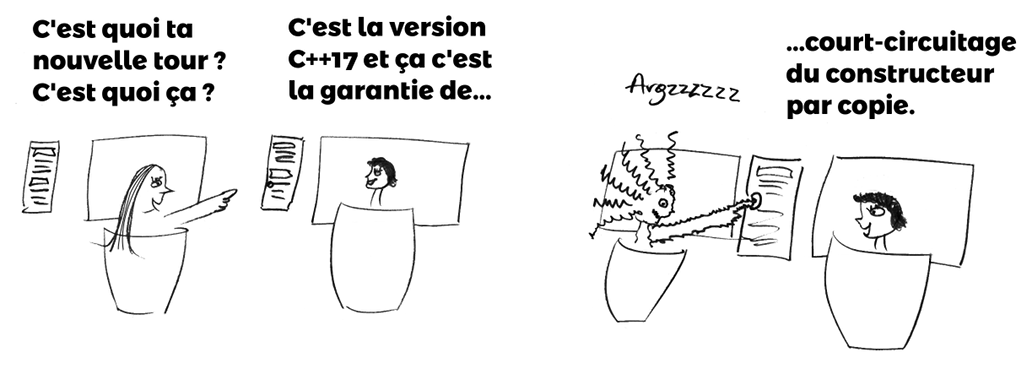 C'est quoi ta
nouvelle tour ?
C'est quoi ça ?
C'est la version
C++17 et ça c'est
la garantie de...
Argzzzzzz
...court-circuitage
du constructeur
par copie.